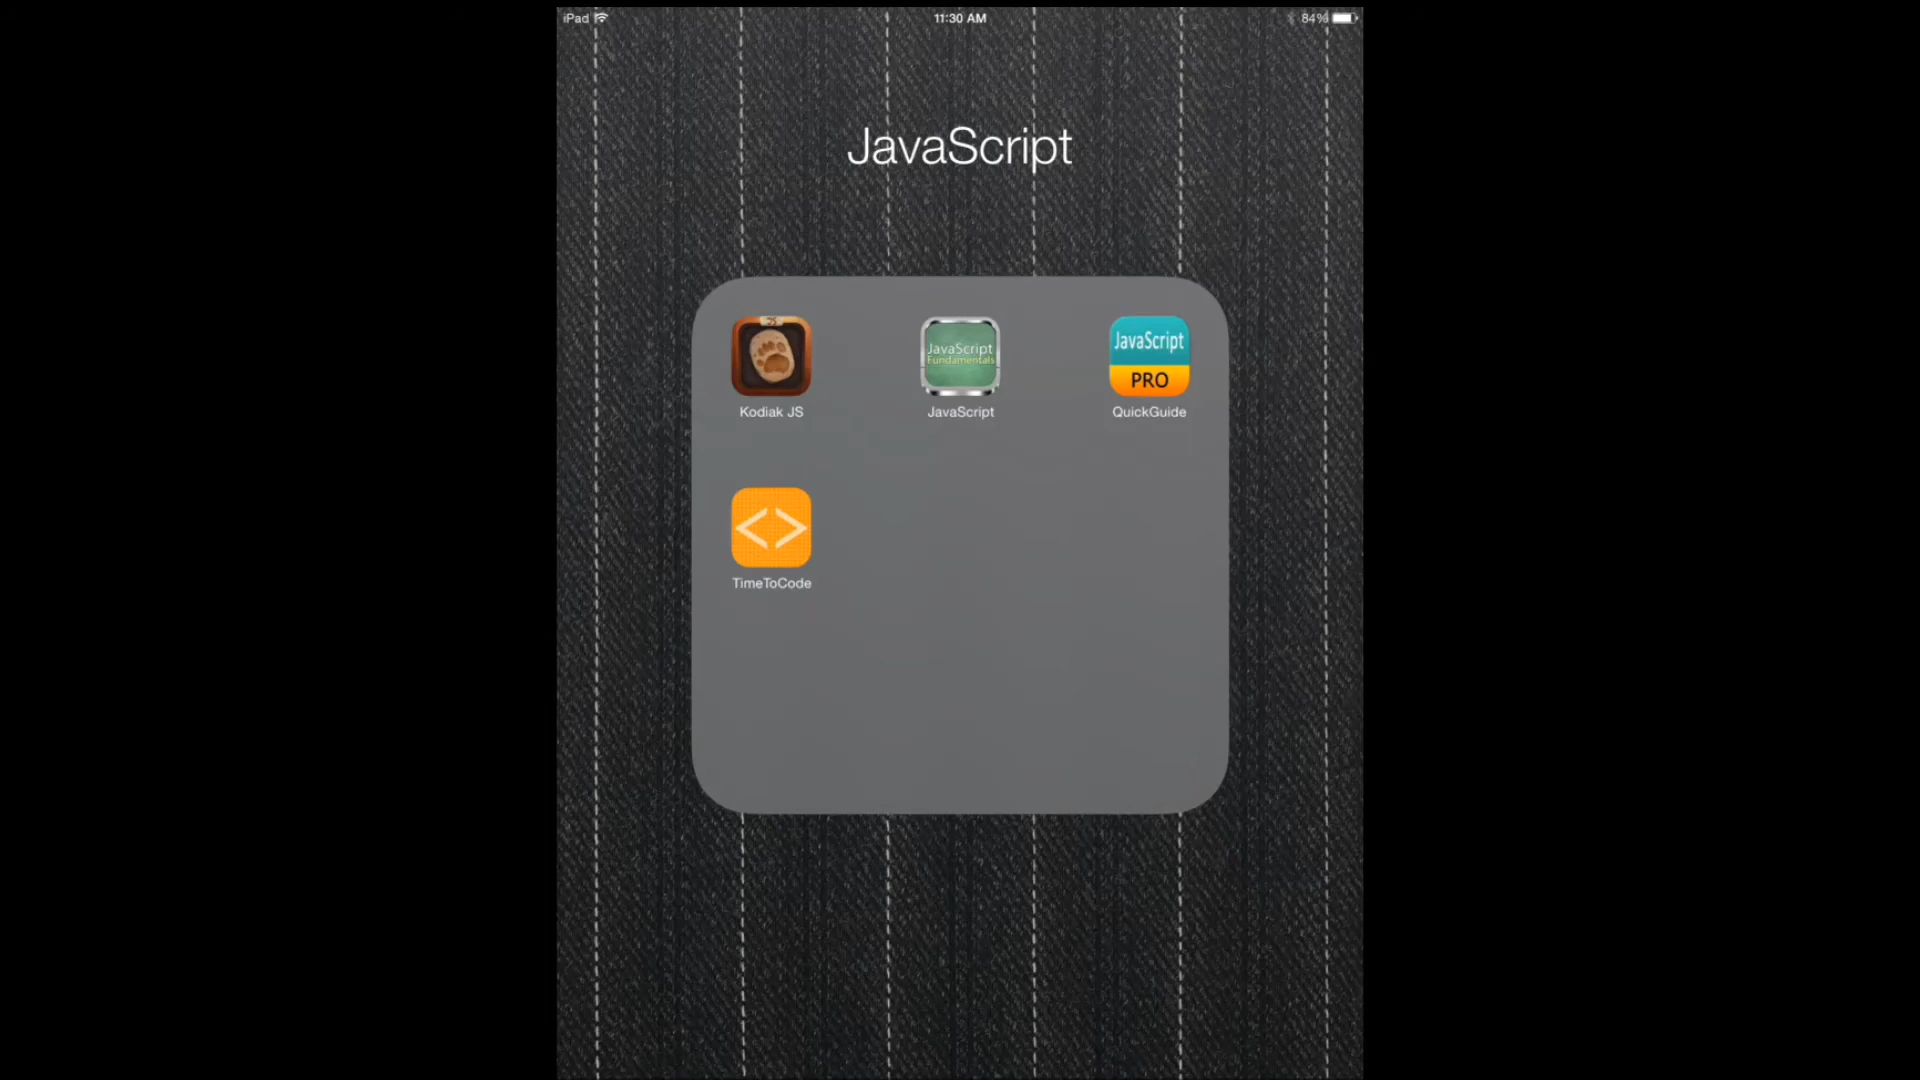 iPad
11:30 AM
84%
JavaScript
JS
JavaScript
Fundamentals
JavaScript
PRO
Kodiak JS
JavaScript
QuickGuide
<>
TimeToCode